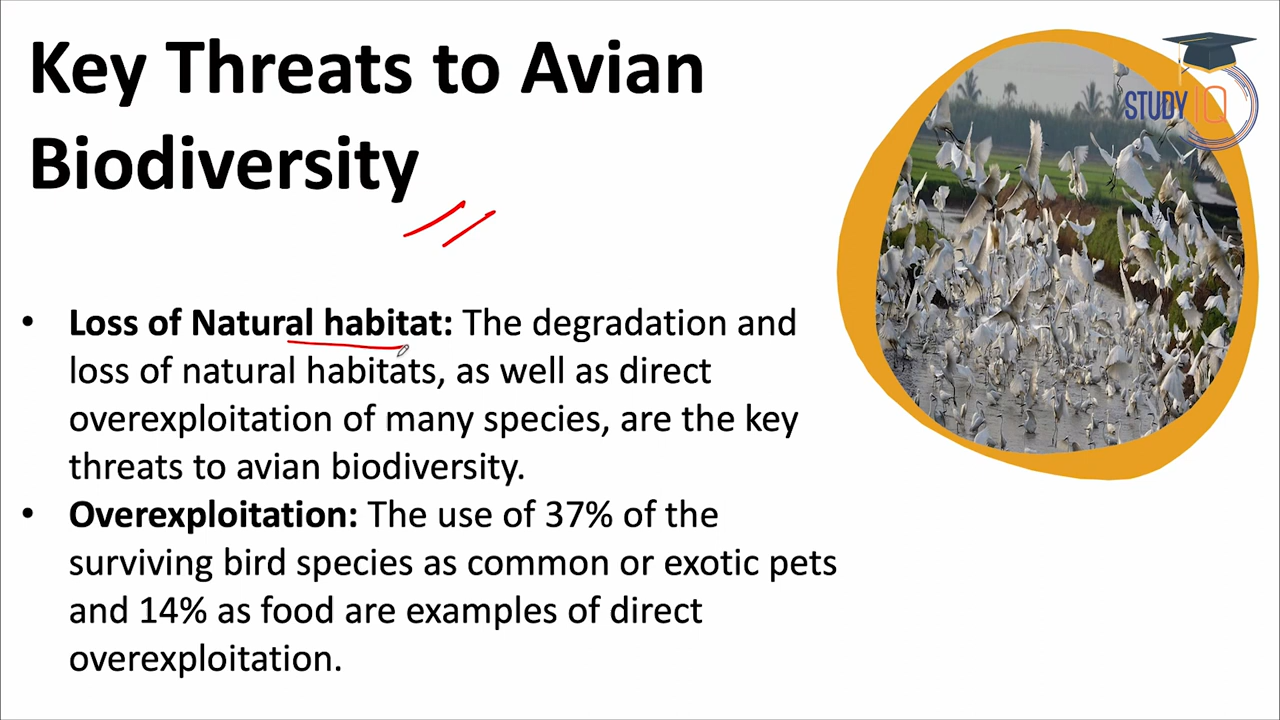 Key Threats to Avian
Biodiversity
STUDY IQ
• Loss of Natural habitat: The degradation and
loss of natural habitats, as well as direct
overexploitation of many species, are the key
threats to avian biodiversity.
• Overexploitation: The use of 37% of the
surviving bird species as common or exotic pets
and 14% as food are examples of direct
overexploitation.